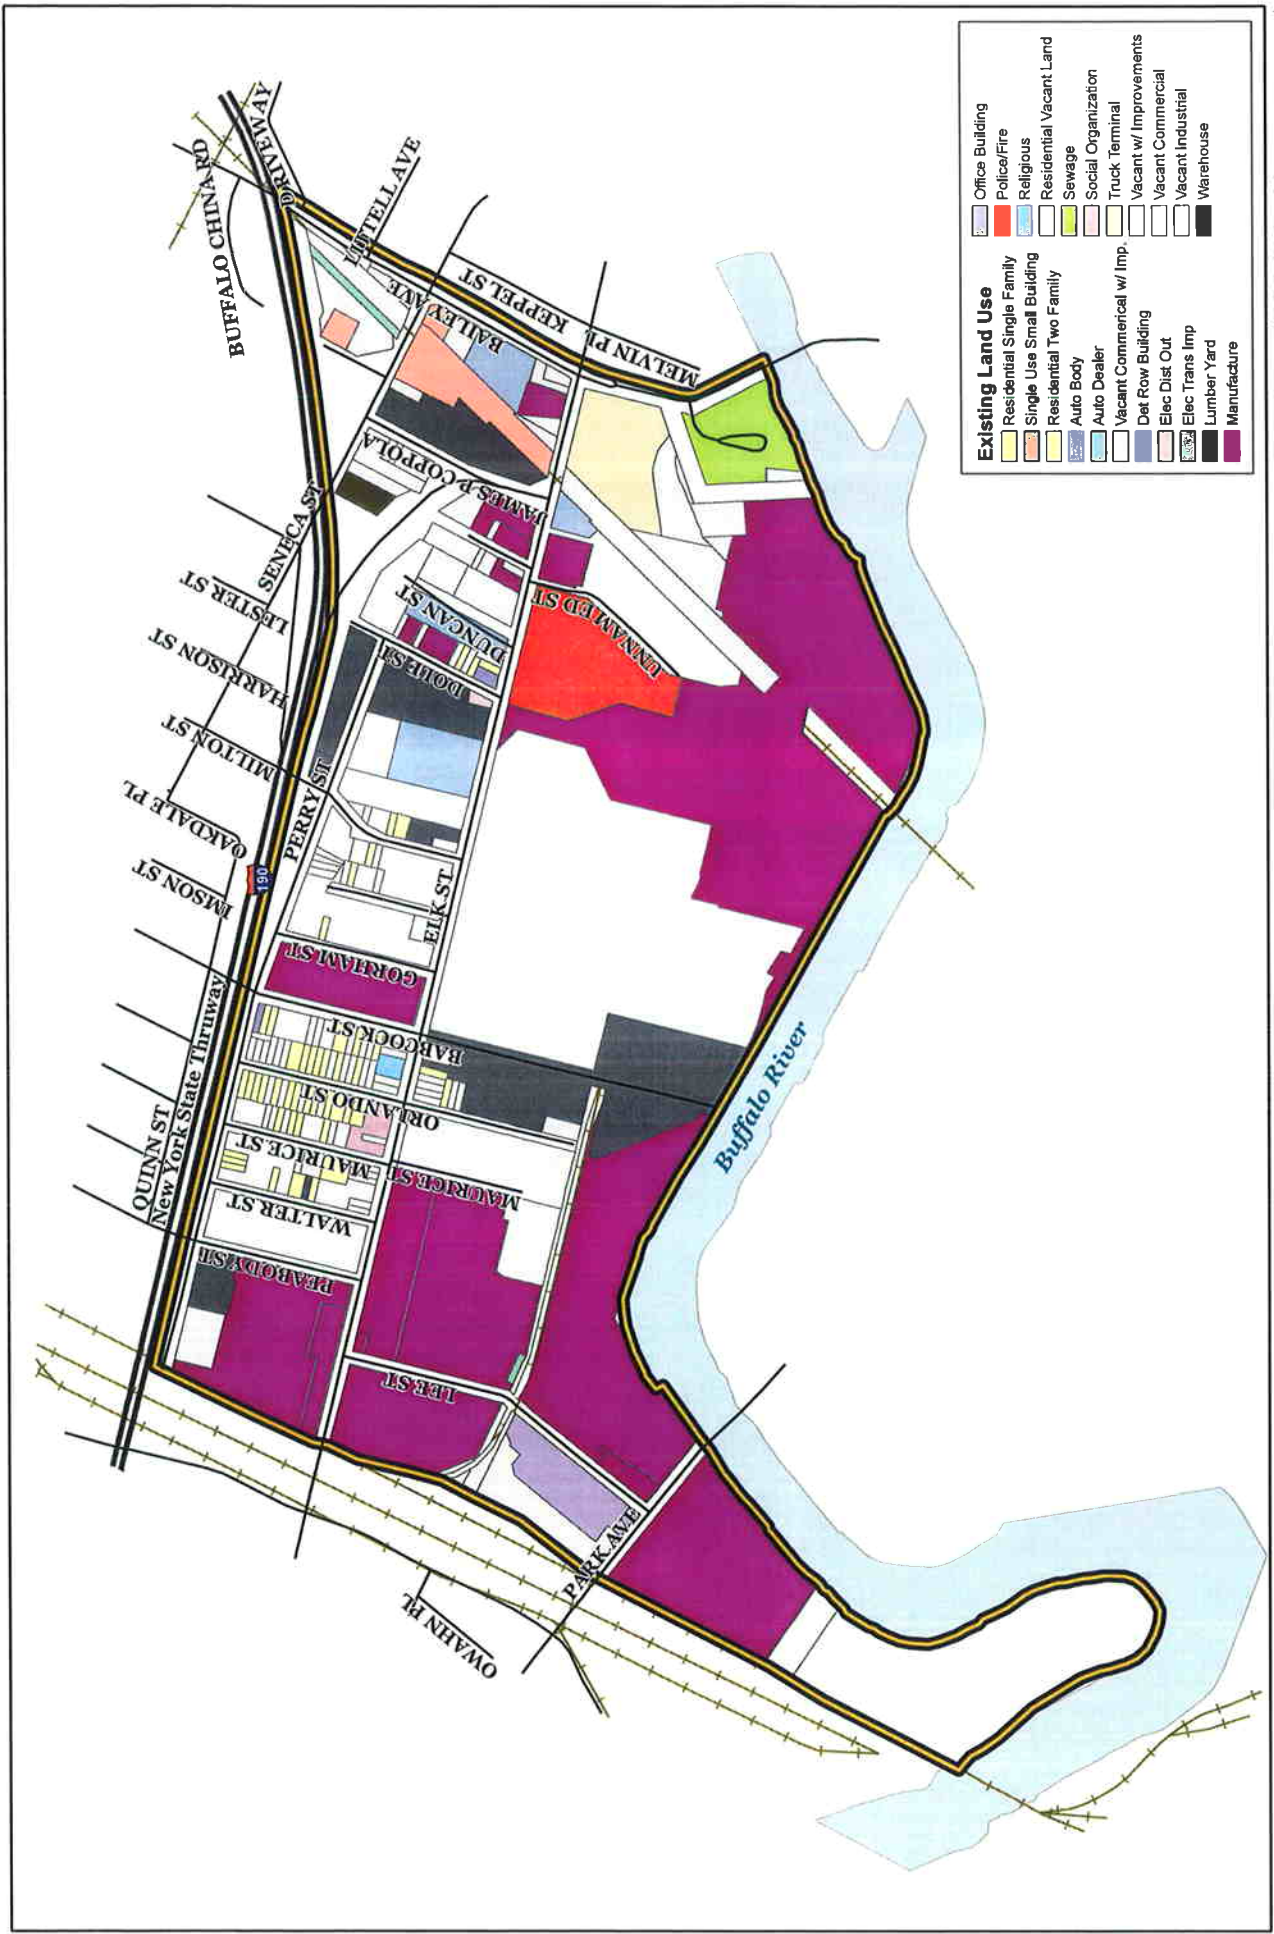 Existing Land Use
Residential Single Family
Single Use Small Building
Residential Two Family
Auto Body
Auto Dealer
Vacant Commerical w/ Imp.
Det Row Building
Elec Dist Out
Elec Trans Imp
Lumber Yard
Manufacture
Office Building
Police/Fire
Religious
Residential Vacant Land
Sewage
Social Organization
Truck Terminal
Vacant w/ Improvements
Vacant Commercial
Vacant Industrial
Warehouse
DRIVEWAY
BUFFALO CHINA RD
LITTELL AVE
BAILEY AVE
KEPPEL ST
MELVIN PL
JAMES P COPPOLA
SENECA ST
LESTER ST
HARRISON ST
MILTON ST
OAKDALE PL
IMSON ST
190
PERRY ST
DUNCAN ST
DOLE ST
UNNAMED ST
ELK ST
GORHAM ST
BABCOCK ST
ORLANDO ST
MAURICE ST
MAURICE ST
WALTER ST
PEABODY ST
QUINN ST
New York State Thruway
LEE ST
PARK AVE
OWAHN PL
Buffalo River